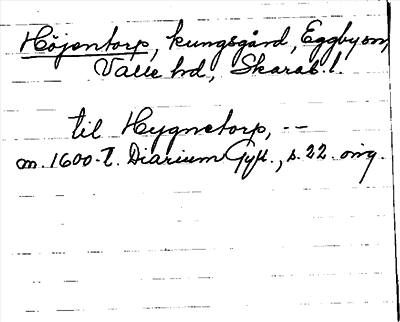 Höjentorp, kungsgård, Eggby sn,
Valle hd, Skarab. l.
til Hygnetorp, --
m. 1600-t. Diarium Gyll., s. 22. orig.